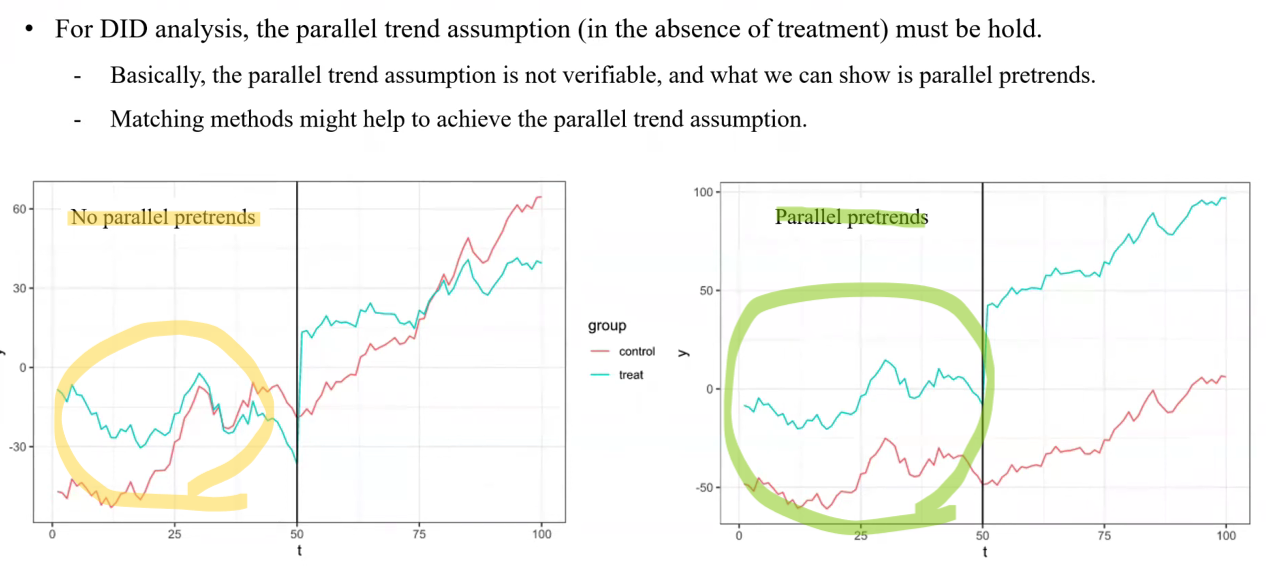 • For DID analysis, the parallel trend assumption (in the absence of treatment) must be hold.
- Basically, the parallel trend assumption is not verifiable, and what we can show is parallel pretrends.
- Matching methods might help to achieve the parallel trend assumption.
No parallel pretrends
60
30
0
-30
0
25
50
75
100
t
group
control
treat
Parallel pretrends
100
50
0
-50
y
0
25
50
75
100
t